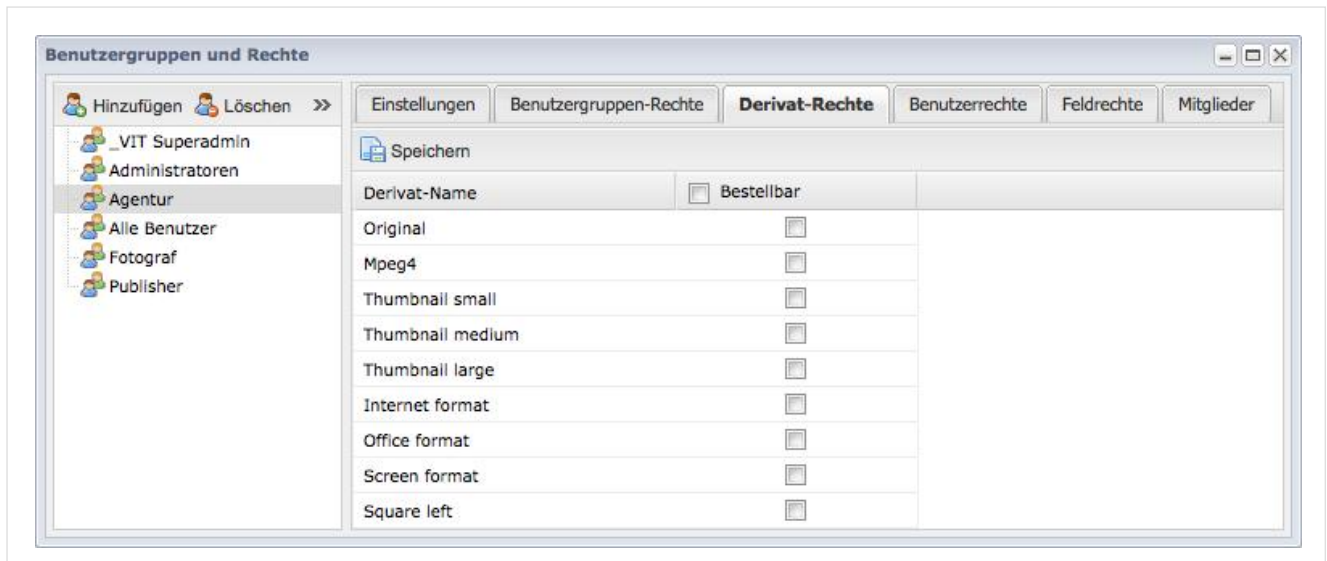 Benutzergruppen und Rechte
Hinzufügen Löschen »
_VIT Superadmin
Administratoren
Agentur
Alle Benutzer
Fotograf
Publisher
Einstellungen Benutzergruppen-Rechte Derivat-Rechte Benutzerrechte Feldrechte Mitglieder
Speichern
Derivat-Name Bestellbar
Original
Mpeg4
Thumbnail small
Thumbnail medium
Thumbnail large
Internet format
Office format
Screen format
Square left